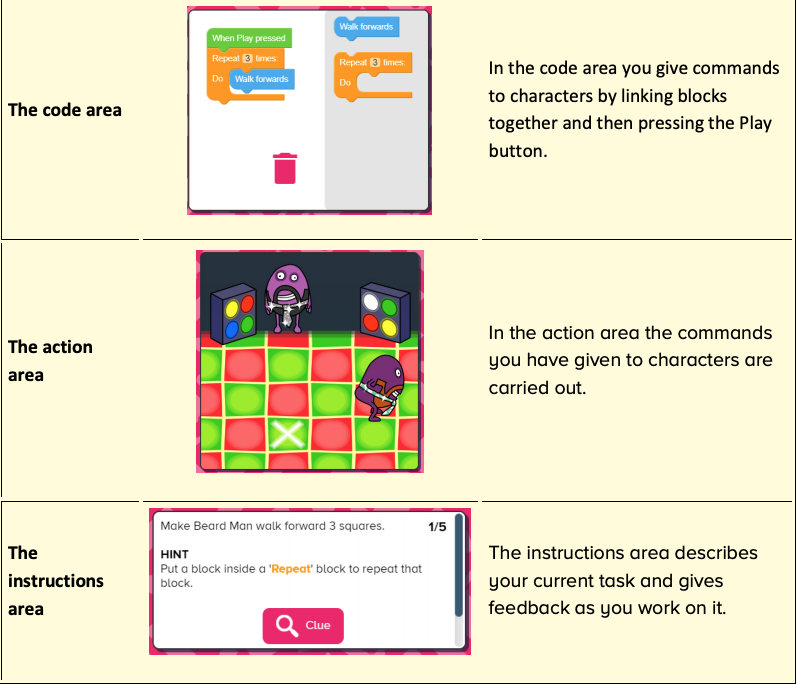 The code area
When Play pressed
Repeat 3 times:
Do Walk forwards
Walk forwards
Repeat 3 times:
Do
In the code area you give commands
to characters by linking blocks
together and then pressing the Play
button.
The action
area
In the action area the commands
you have given to characters are
carried out.
The
instructions
area
Make Beard Man walk forward 3 squares. 1/5
HINT
Put a block inside a 'Repeat' block to repeat that
block.
Clue
The instructions area describes
your current task and gives
feedback as you work on it.